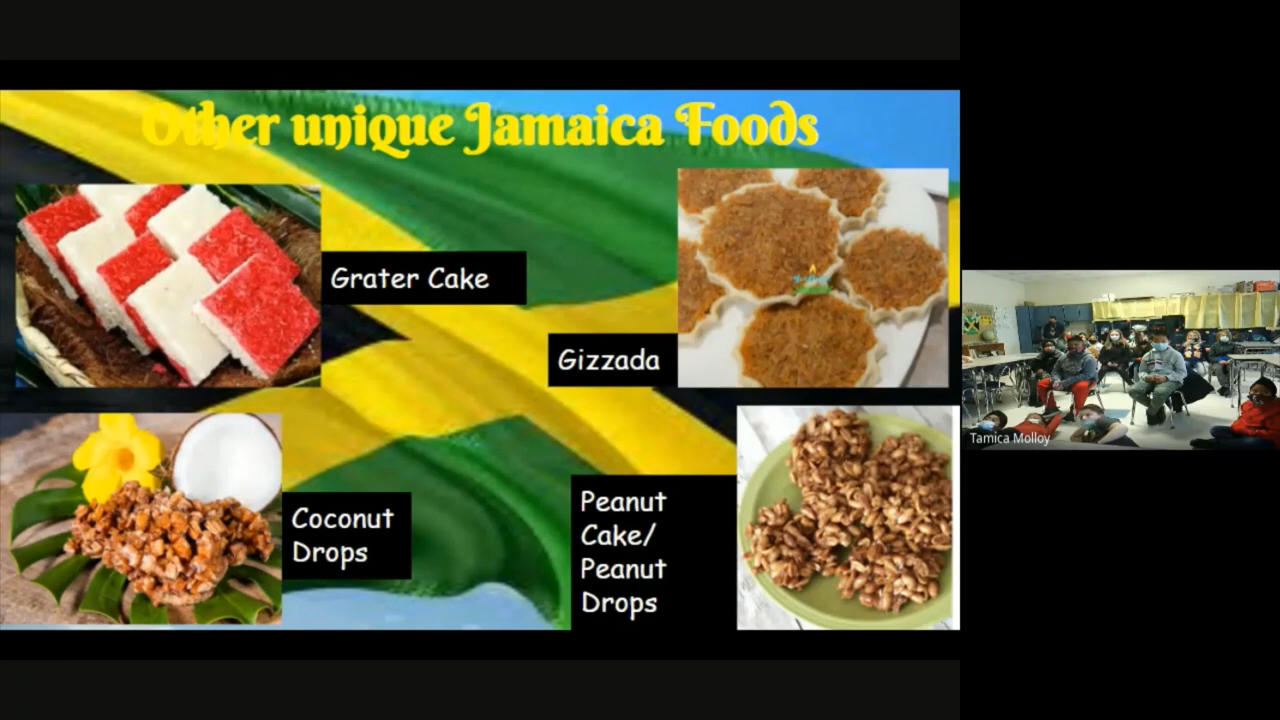 Other unique Jamaica Foods
Grater Cake
Gizzada
Coconut
Drops
Peanut
Cake/
Peanut
Drops
Tamica Molloy